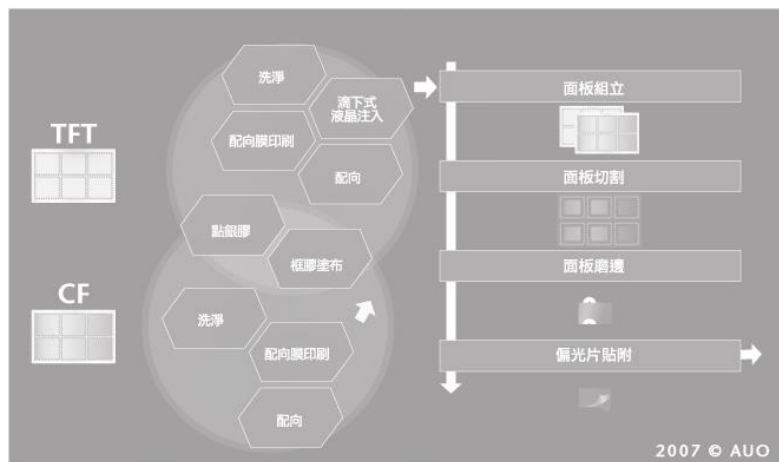 TFT
洗淨
滴下式
液晶注入
配向膜印刷
配向
點銀膠
框膠塗布
CF
洗淨
配向膜印刷
配向
面板組立
面板切割
面板磨邊
偏光片貼附
2007 © AUO